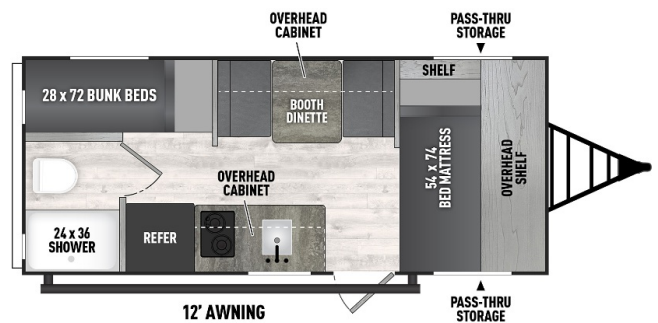 OVERHEAD
CABINET
PASS-THRU
STORAGE
28 x 72 BUNK BEDS
BOOTH
DINETTE
SHELF
54 x 74
BED MATTRESS
OVERHEAD
SHELF
OVERHEAD
CABINET
24 x 36
SHOWER
REFER
12' AWNING
PASS-THRU
STORAGE